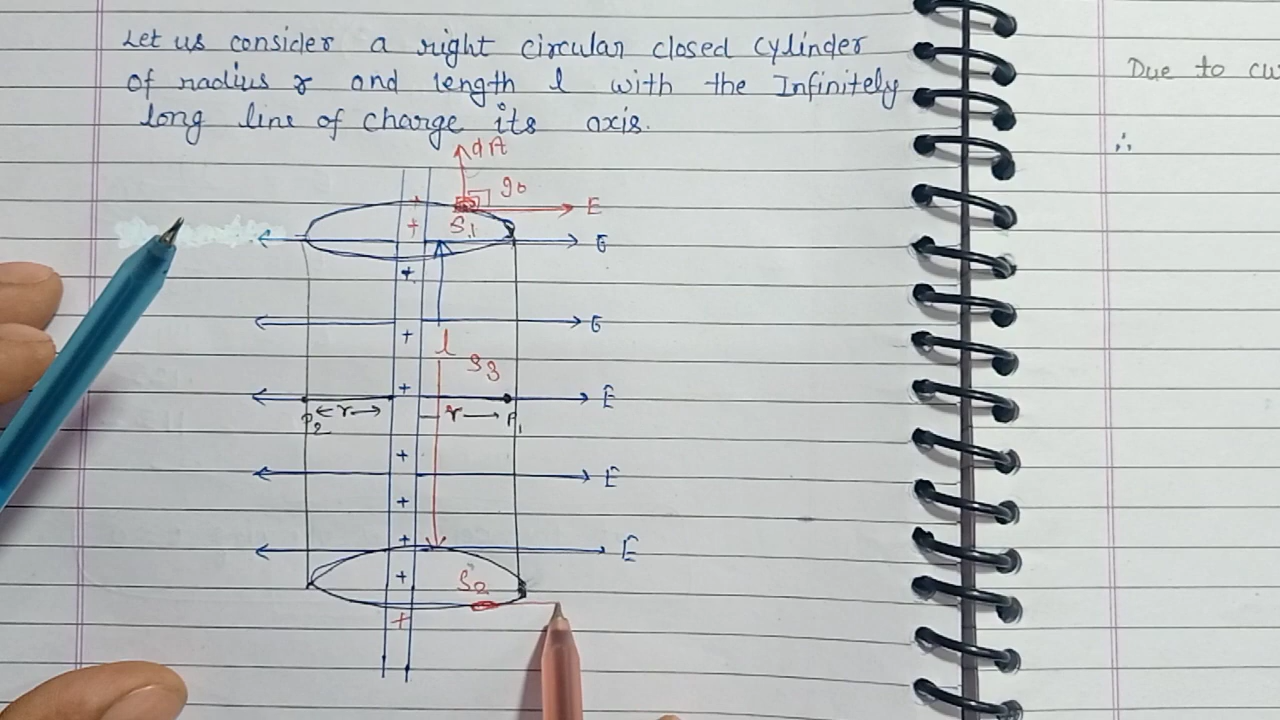 Let us consider a right circular closed cylinder
of radius r and length l with the Infinitely
long line of charge its axis.
Due to cu
∴
dA
90
E
+
+
S1
E
+
+
l
E
S3
+
E
P2 ← r →
r → P1
+
E
+
+
E
+
S2
+